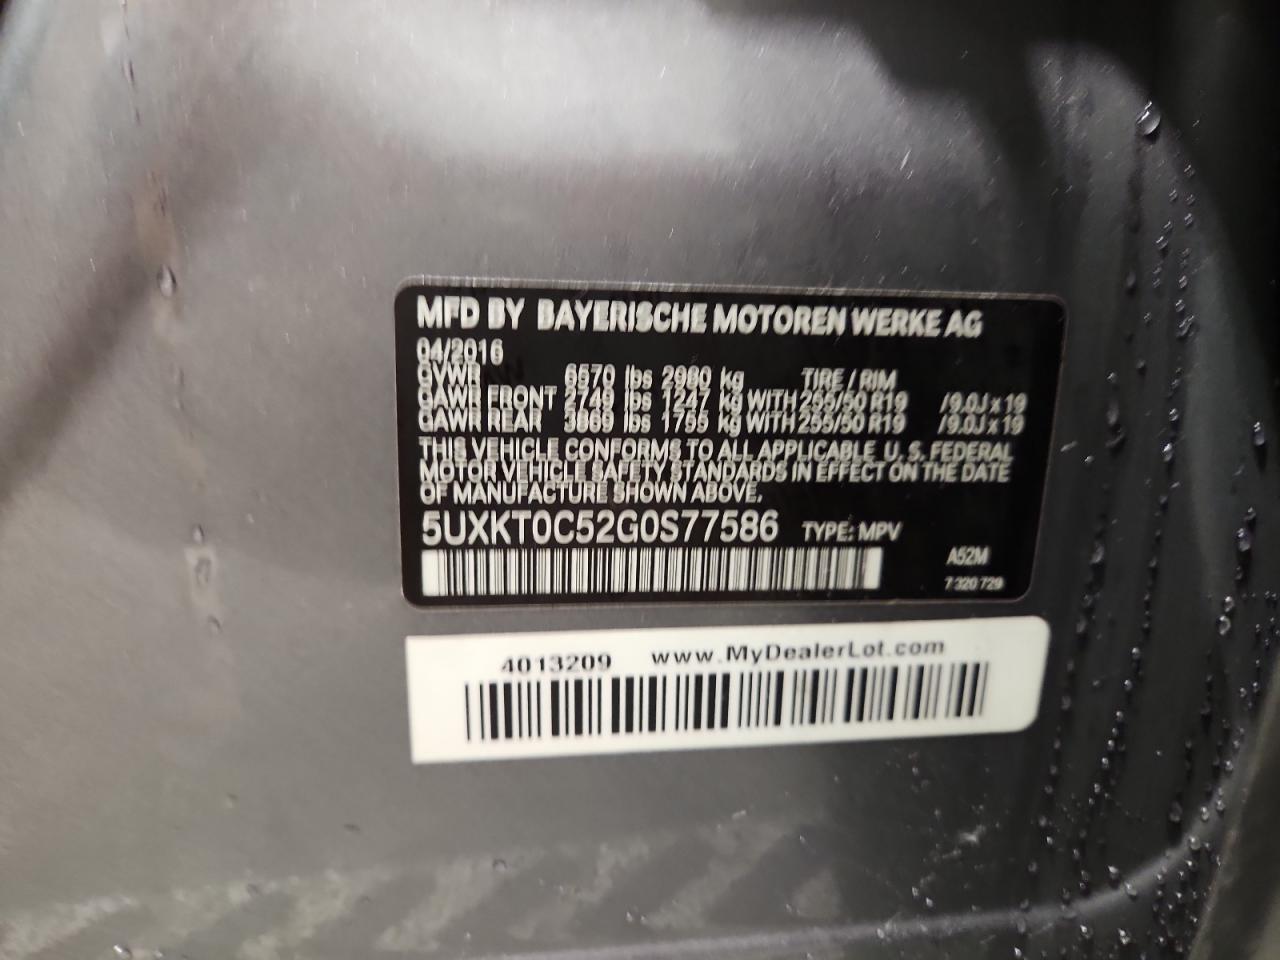 MFD BY BAYERISCHE MOTOREN WERKE AG
04/2016
GVWR 6570 lbs 2980 kg TIRE / RIM
GAWR FRONT 2749 lbs 1247 kg WITH 255/50 R19 /9.0J x 19
GAWR REAR 3869 lbs 1755 kg WITH 255/50 R19 /9.0J x 19
THIS VEHICLE CONFORMS TO ALL APPLICABLE U. S. FEDERAL
MOTOR VEHICLE SAFETY STANDARDS IN EFFECT ON THE DATE
OF MANUFACTURE SHOWN ABOVE.
5UXKT0C52G0S77586 TYPE: MPV
A52M
7 320 729
4013209 www.MyDealerLot.com